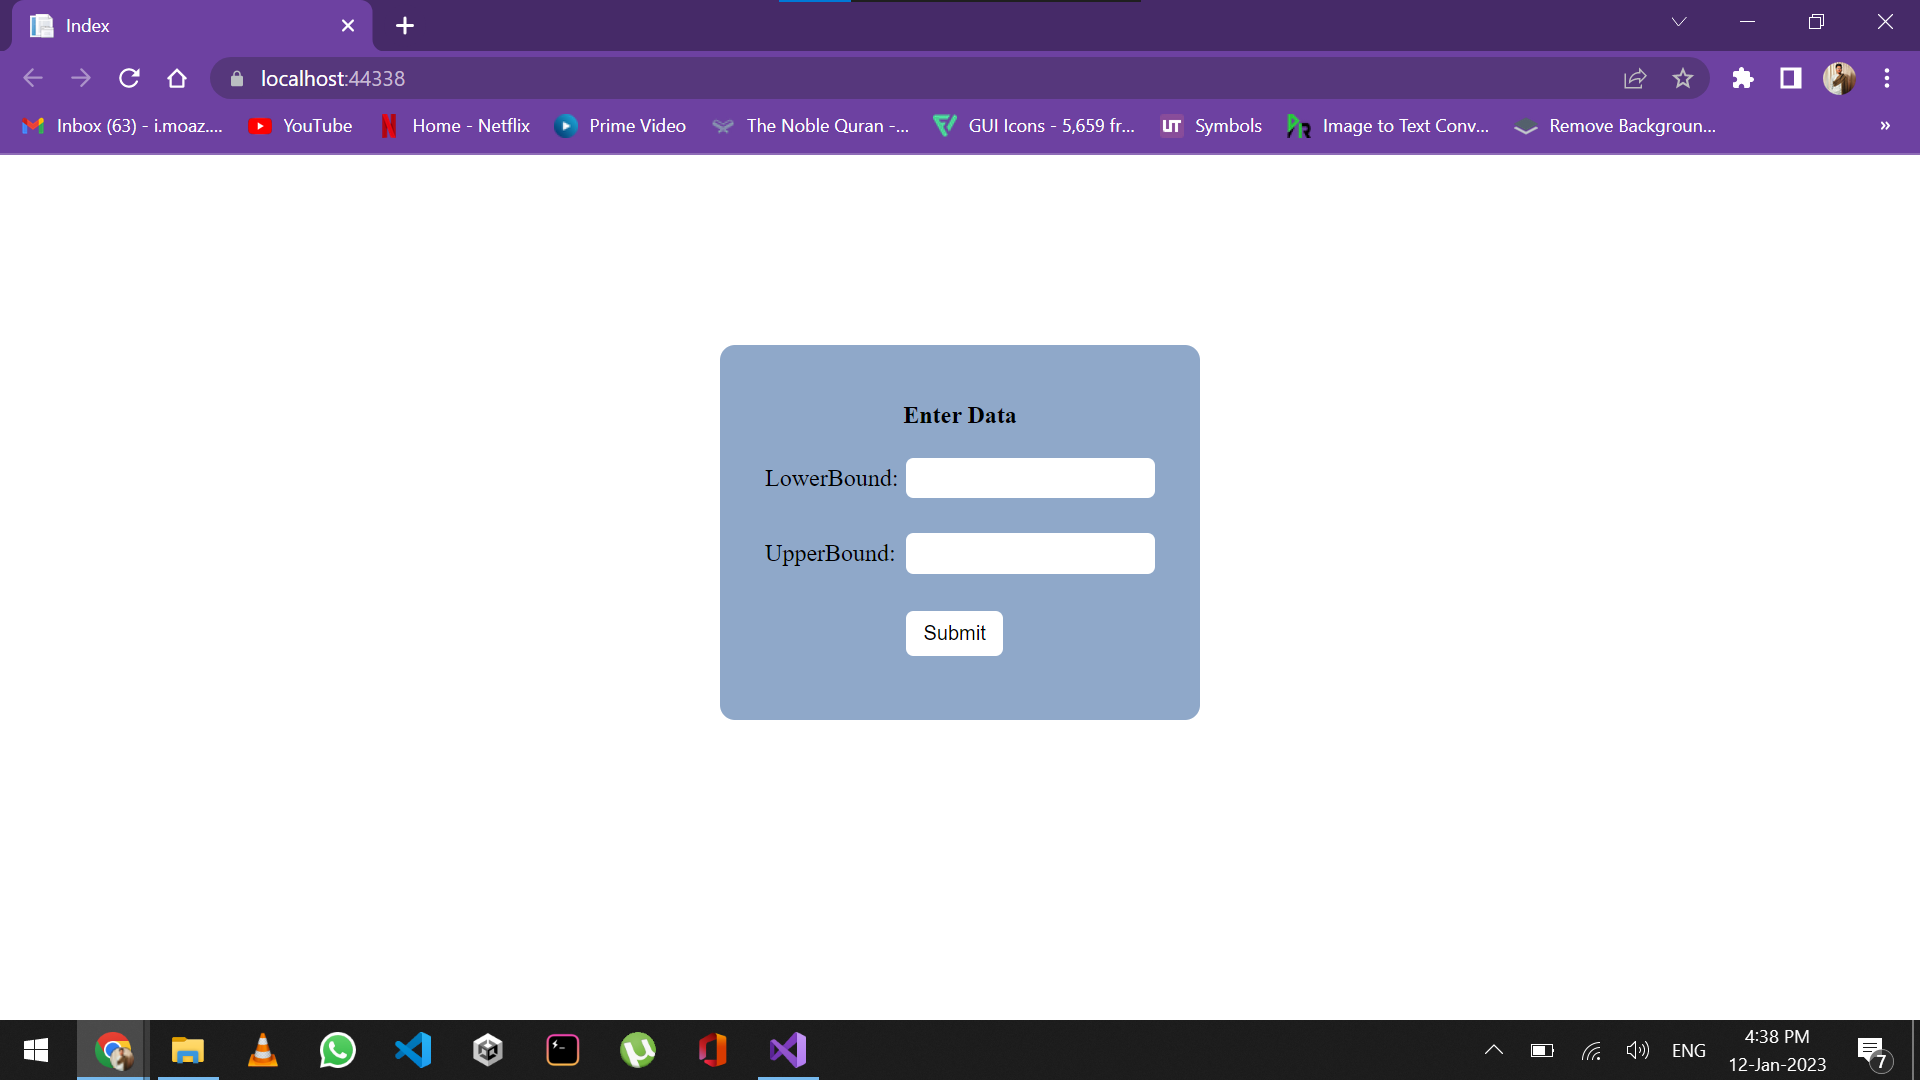 Index
localhost:44338
Inbox (63) - i.moaz.... YouTube Home - Netflix Prime Video The Noble Quran -... GUI Icons - 5,659 fr... UT Symbols Image to Text Conv... Remove Backgroun... »
Enter Data
LowerBound:
UpperBound:
Submit
ENG
4:38 PM
12-Jan-2023
7